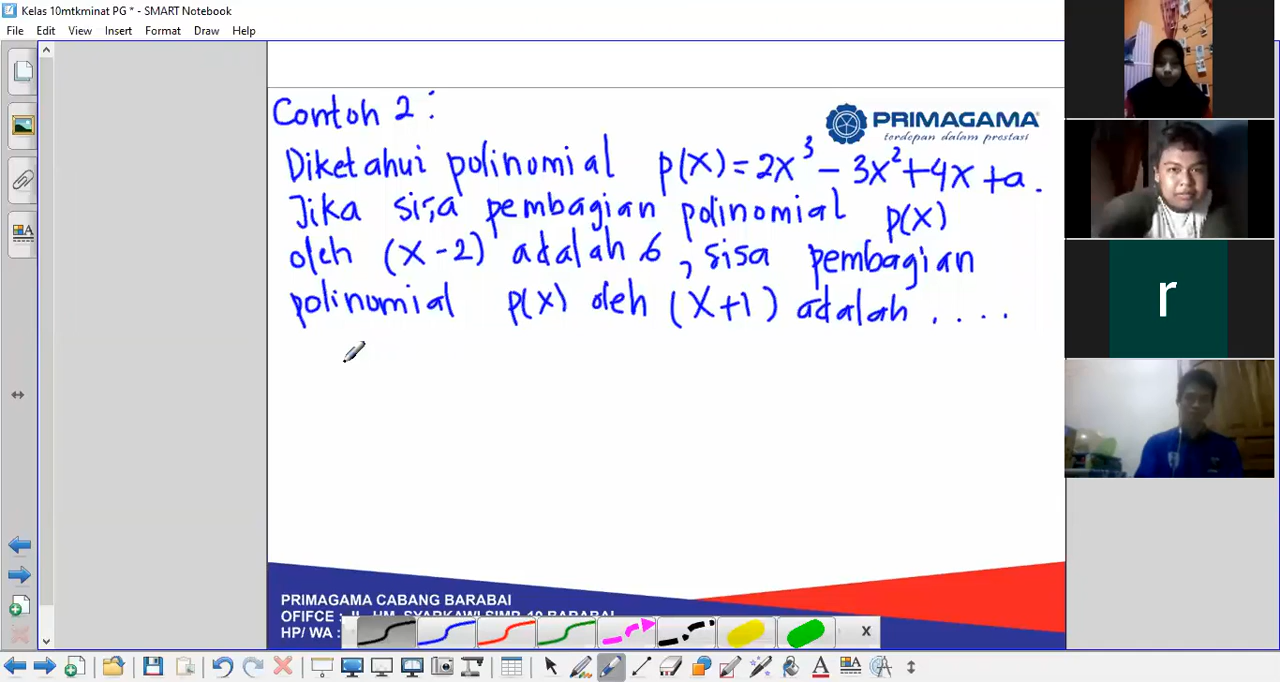 Kelas 10mtkminat PG * - SMART Notebook
File Edit View Insert Format Draw Help
Contoh 2 :
PRIMAGAMA
terdepan dalam prestasi
Diketahui polinomial p(x) = 2x³ - 3x² + 4x + a .
Jika sisa pembagian polinomial p(x)
oleh (x - 2) adalah 6 , sisa pembagian
polinomial p(x) oleh (x + 1) adalah . . . .
r
PRIMAGAMA CABANG BARABAI
HP/ WA :
x
A